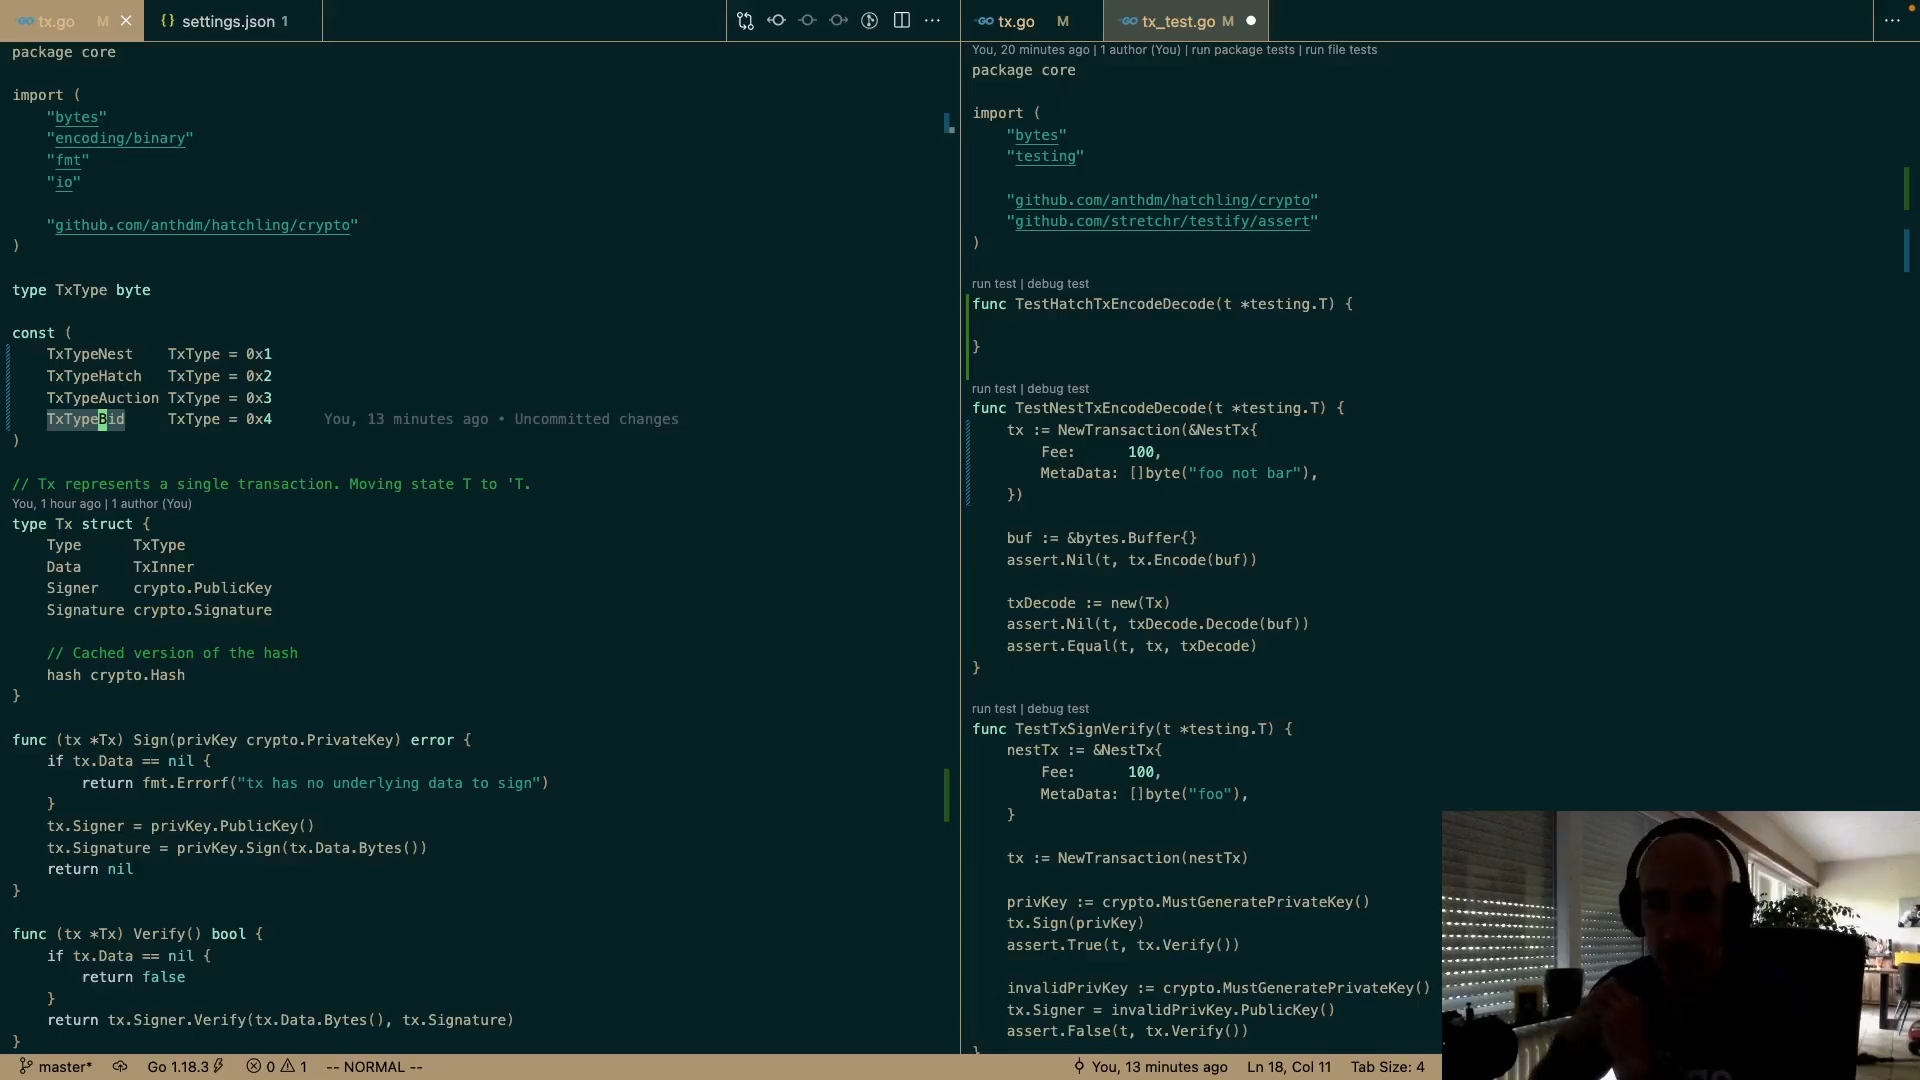 tx.go M
settings.json 1
tx.go M
tx_test.go M
package core
import (
"bytes"
"encoding/binary"
"fmt"
"io"
"github.com/anthdm/hatchling/crypto"
)
type TxType byte
const (
TxTypeNest TxType = 0x1
TxTypeHatch TxType = 0x2
TxTypeAuction TxType = 0x3
TxTypeBid TxType = 0x4 You, 13 minutes ago • Uncommitted changes
)
// Tx represents a single transaction. Moving state T to 'T.
You, 1 hour ago | 1 author (You)
type Tx struct {
Type TxType
Data TxInner
Signer crypto.PublicKey
Signature crypto.Signature
// Cached version of the hash
hash crypto.Hash
}
func (tx *Tx) Sign(privKey crypto.PrivateKey) error {
if tx.Data == nil {
return fmt.Errorf("tx has no underlying data to sign")
}
tx.Signer = privKey.PublicKey()
tx.Signature = privKey.Sign(tx.Data.Bytes())
return nil
}
func (tx *Tx) Verify() bool {
if tx.Data == nil {
return false
}
return tx.Signer.Verify(tx.Data.Bytes(), tx.Signature)
}
You, 20 minutes ago | 1 author (You) | run package tests | run file tests
package core
import (
"bytes"
"testing"
"github.com/anthdm/hatchling/crypto"
"github.com/stretchr/testify/assert"
)
run test | debug test
func TestHatchTxEncodeDecode(t *testing.T) {
}
run test | debug test
func TestNestTxEncodeDecode(t *testing.T) {
tx := NewTransaction(&NestTx{
Fee: 100,
MetaData: []byte("foo not bar"),
})
buf := &bytes.Buffer{}
assert.Nil(t, tx.Encode(buf))
txDecode := new(Tx)
assert.Nil(t, txDecode.Decode(buf))
assert.Equal(t, tx, txDecode)
}
run test | debug test
func TestTxSignVerify(t *testing.T) {
nestTx := &NestTx{
Fee: 100,
MetaData: []byte("foo"),
}
tx := NewTransaction(nestTx)
privKey := crypto.MustGeneratePrivateKey()
tx.Sign(privKey)
assert.True(t, tx.Verify())
invalidPrivKey := crypto.MustGeneratePrivateKey()
tx.Signer = invalidPrivKey.PublicKey()
assert.False(t, tx.Verify())
}
master* Go 1.18.3 0 1 -- NORMAL -- You, 13 minutes ago Ln 18, Col 11 Tab Size: 4